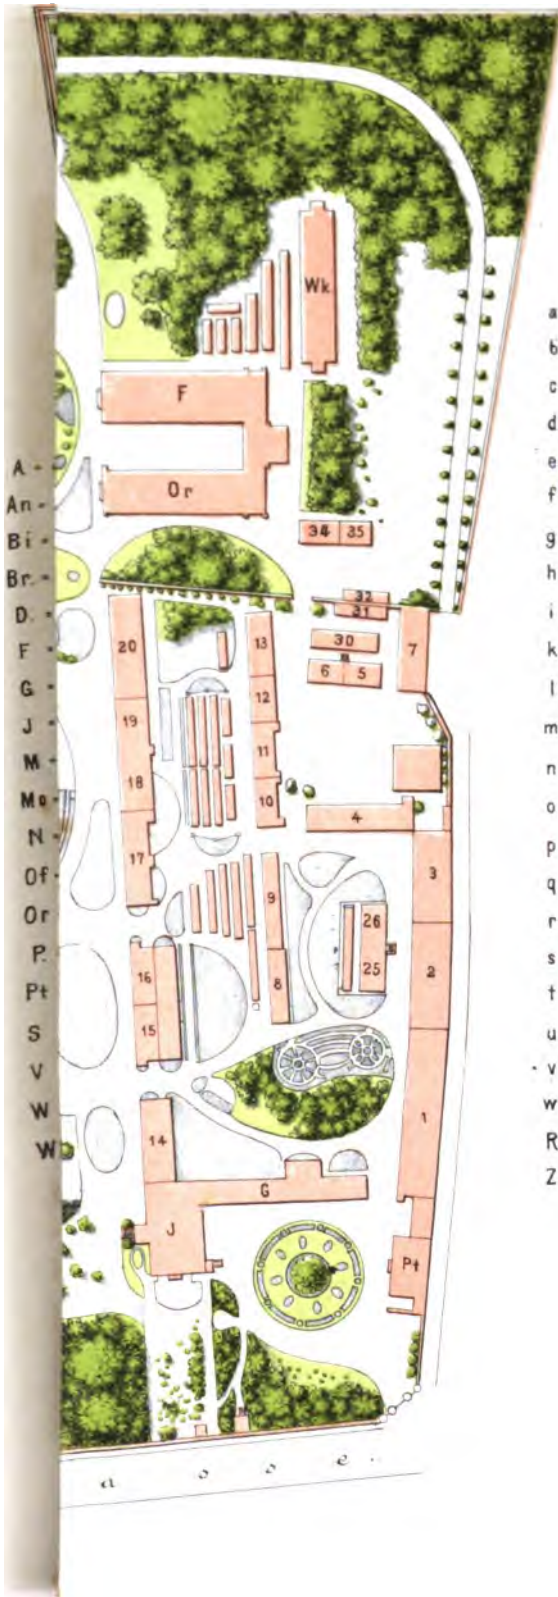 Wk.
F
Or
34 35
32
31
30
6 5
7
20
13
19
12
18
11
17
10
4
3
9
26
2
16
8
25
15
1
14
G
J
Pt
a o o e .
A -
An -
Bi -
Br. -
D. -
F -
G -
J -
M -
Mo -
N -
Of -
Or
P.
Pt
S
V
W
W
a
b
c
d
e
f
g
h
i
k
l
m
n
o
p
q
r
s
t
u
v
w
R
Z